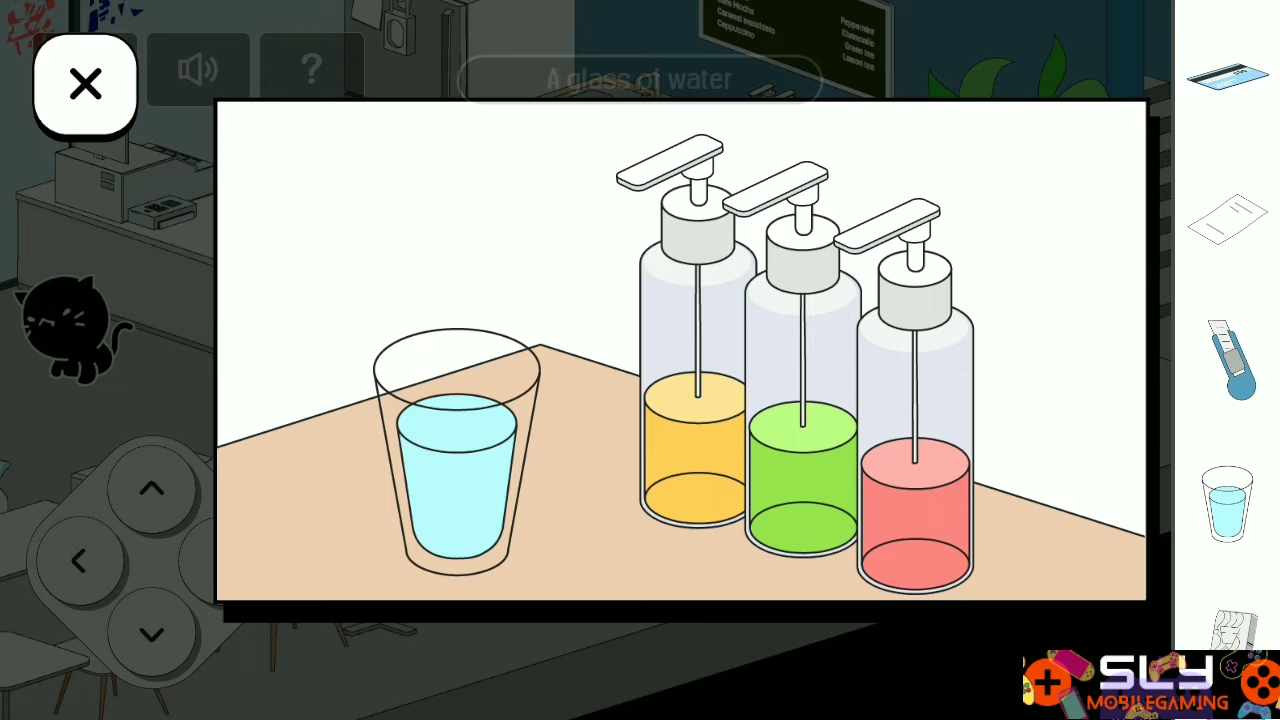 Caramel macchiato
Cappuccino
Peppermint
Chamomile
Green tea
Lemon tea
?
A glass of water
SLY
MOBILEGAMING